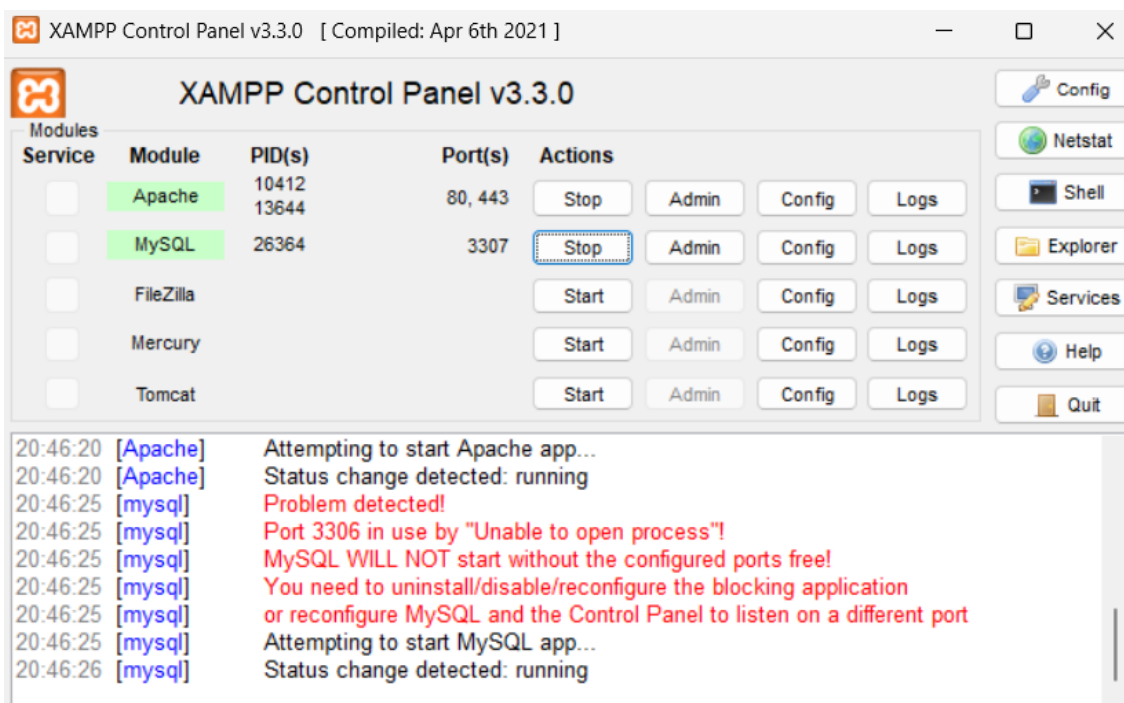 XAMPP Control Panel v3.3.0 [ Compiled: Apr 6th 2021 ]
XAMPP Control Panel v3.3.0
Config
Modules
Service Module PID(s) Port(s) Actions
Netstat
Apache 10412 13644 80, 443 Stop Admin Config Logs
Shell
MySQL 26364 3307 Stop Admin Config Logs
Explorer
FileZilla Start Admin Config Logs
Services
Mercury Start Admin Config Logs
Help
Tomcat Start Admin Config Logs
Quit
20:46:20 [Apache] Attempting to start Apache app...
20:46:20 [Apache] Status change detected: running
20:46:25 [mysql] Problem detected!
20:46:25 [mysql] Port 3306 in use by "Unable to open process"!
20:46:25 [mysql] MySQL WILL NOT start without the configured ports free!
20:46:25 [mysql] You need to uninstall/disable/reconfigure the blocking application
20:46:25 [mysql] or reconfigure MySQL and the Control Panel to listen on a different port
20:46:25 [mysql] Attempting to start MySQL app...
20:46:26 [mysql] Status change detected: running